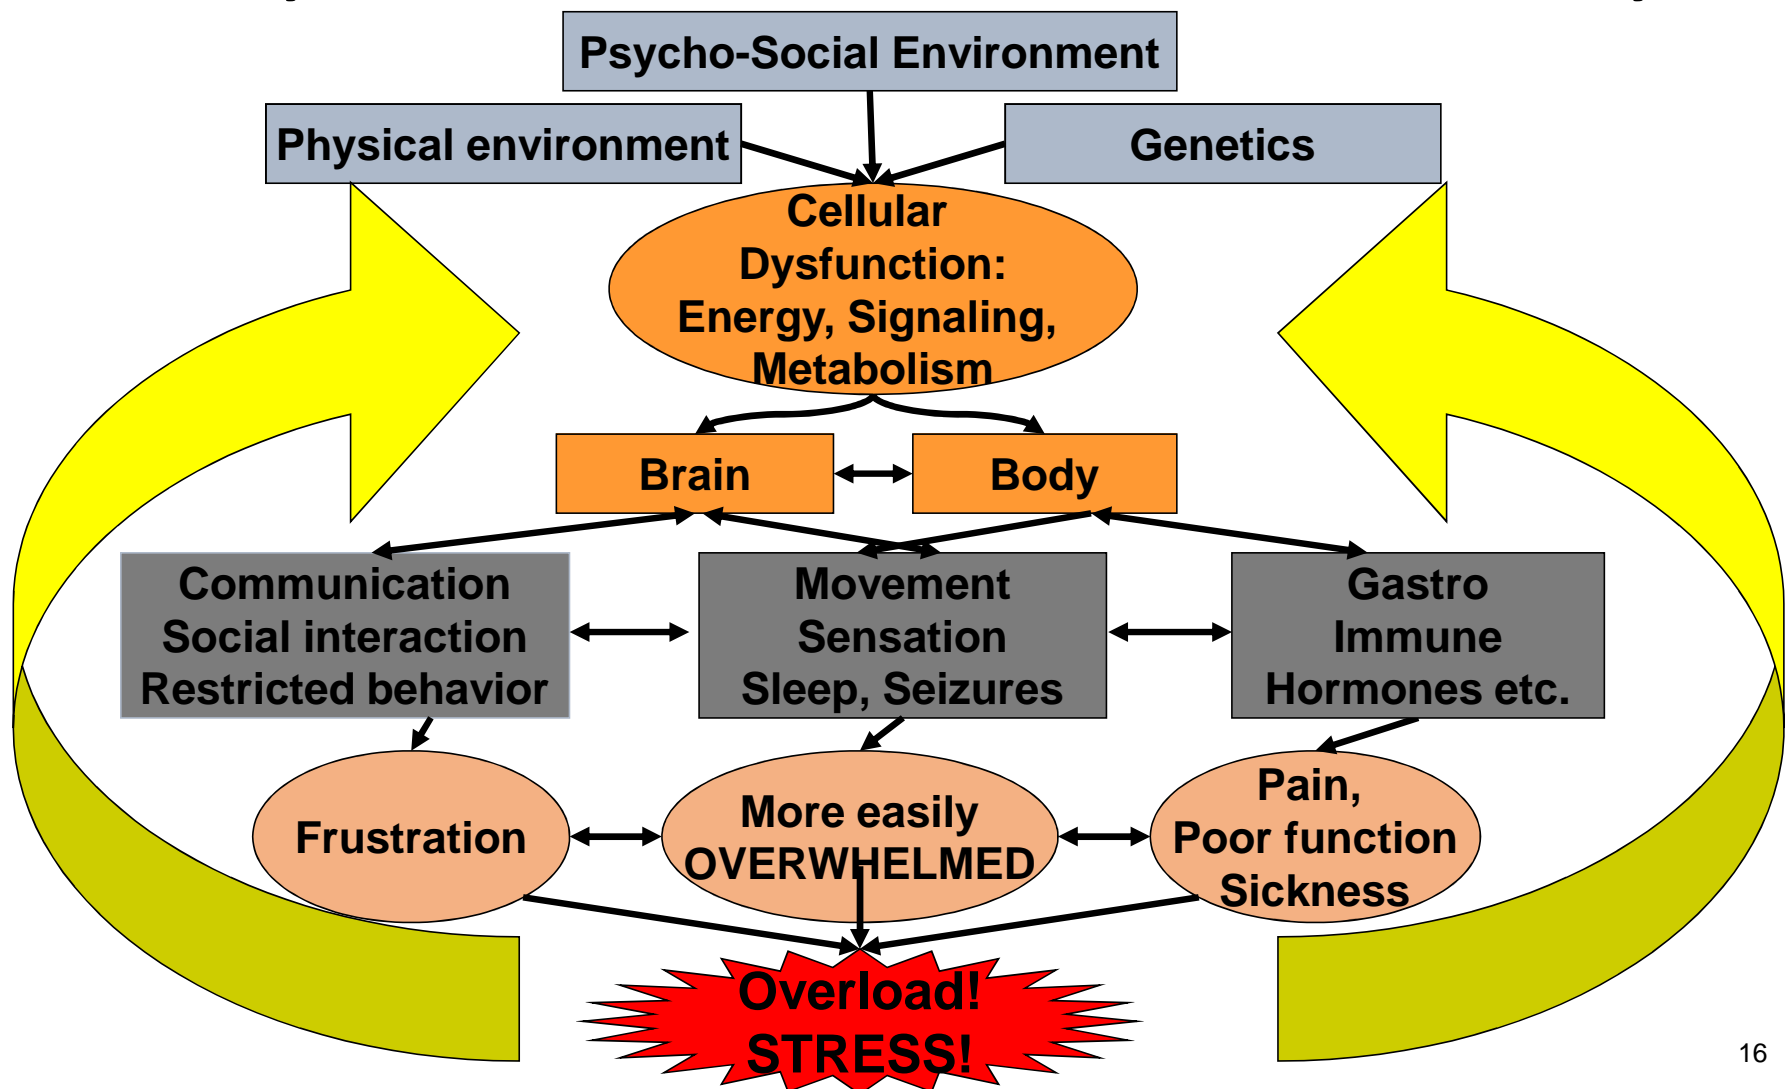 Psycho-Social Environment
Physical environment
Genetics
Cellular
Dysfunction:
Energy, Signaling,
Metabolism
Brain
Body
Communication
Social interaction
Restricted behavior
Movement
Sensation
Sleep, Seizures
Gastro
Immune
Hormones etc.
Frustration
More easily
OVERWHELMED
Pain,
Poor function
Sickness
Overload!
STRESS!
16